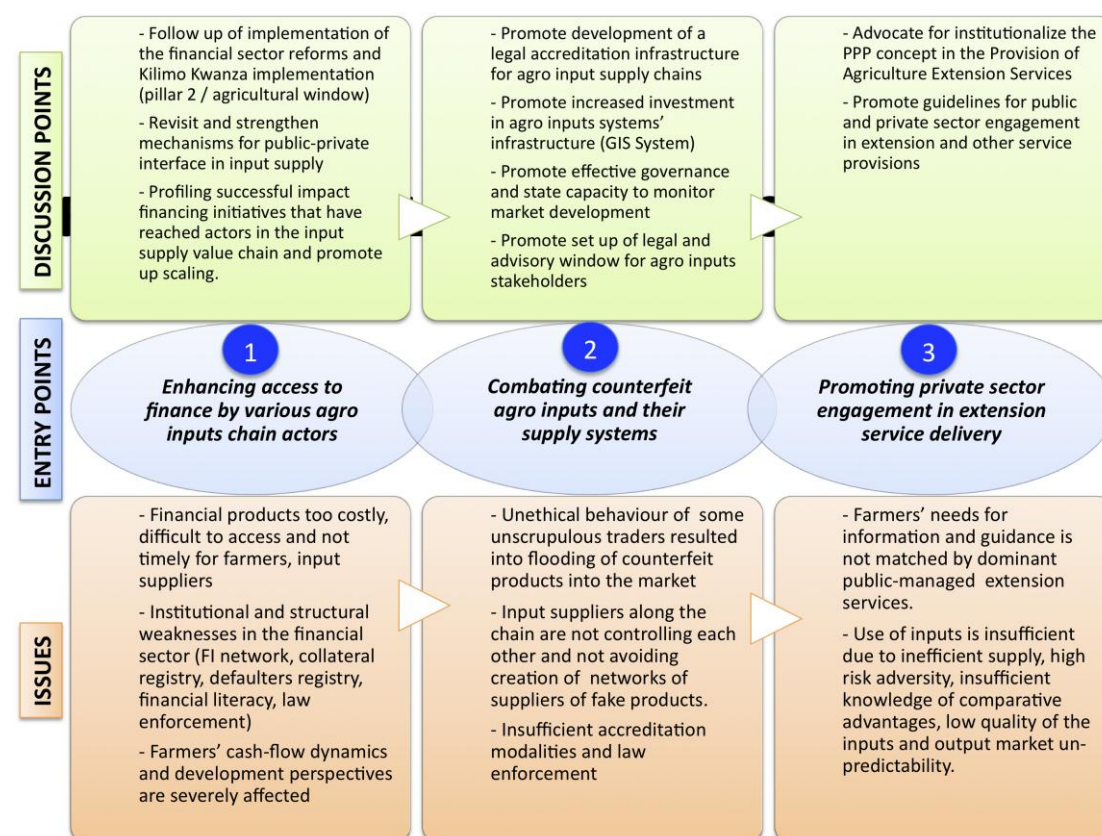 DISCUSSION POINTS
- Follow up of implementation
of the financial sector reforms and
Kilimo Kwanza implementation
(pillar 2 / agricultural window)
- Revisit and strengthen
mechanisms for public-private
interface in input supply
- Profiling successful impact
financing initiatives that have
reached actors in the input
supply value chain and promote
up scaling.
- Promote development of a
legal accreditation infrastructure
for agro input supply chains
- Promote increased investment
in agro inputs systems’
infrastructure (GIS System)
- Promote effective governance
and state capacity to monitor
market development
- Promote set up of legal and
advisory window for agro inputs
stakeholders
- Advocate for institutionalize the
PPP concept in the Provision of
Agriculture Extension Services
- Promote guidelines for public
and private sector engagement
in extension and other service
provisions
ENTRY POINTS
1
Enhancing access to
finance by various agro
inputs chain actors
2
Combating counterfeit
agro inputs and their
supply systems
3
Promoting private sector
engagement in extension
service delivery
ISSUES
- Financial products too costly,
difficult to access and not
timely for farmers, input
suppliers
- Institutional and structural
weaknesses in the financial
sector (FI network, collateral
registry, defaulters registry,
financial literacy, law
enforcement)
- Farmers’ cash-flow dynamics
and development perspectives
are severely affected
- Unethical behaviour of some
unscrupulous traders resulted
into flooding of counterfeit
products into the market
- Input suppliers along the
chain are not controlling each
other and not avoiding
creation of networks of
suppliers of fake products.
- Insufficient accreditation
modalities and law
enforcement
- Farmers’ needs for
information and guidance is
not matched by dominant
public-managed extension
services.
- Use of inputs is insufficient
due to inefficient supply, high
risk adversity, insufficient
knowledge of comparative
advantages, low quality of the
inputs and output market un-
predictability.